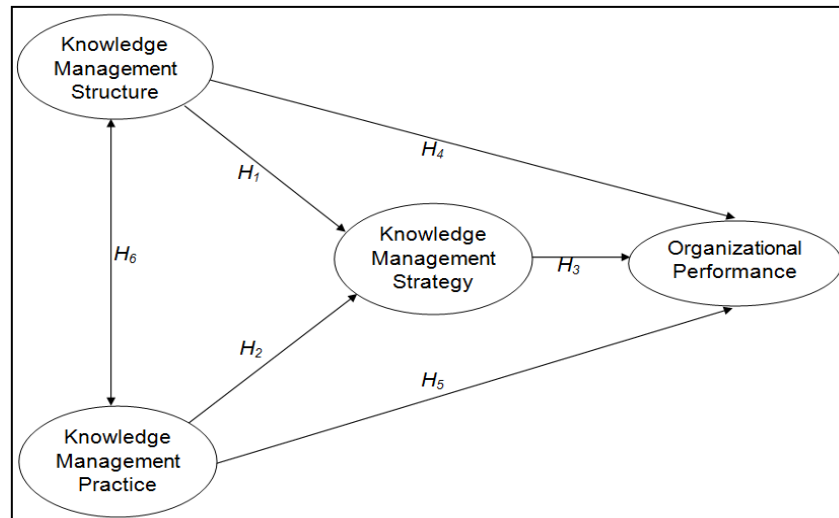 Knowledge
Management
Structure
H4
H1
Knowledge
Management
Strategy
Organizational
Performance
H3
H6
H2
H5
Knowledge
Management
Practice